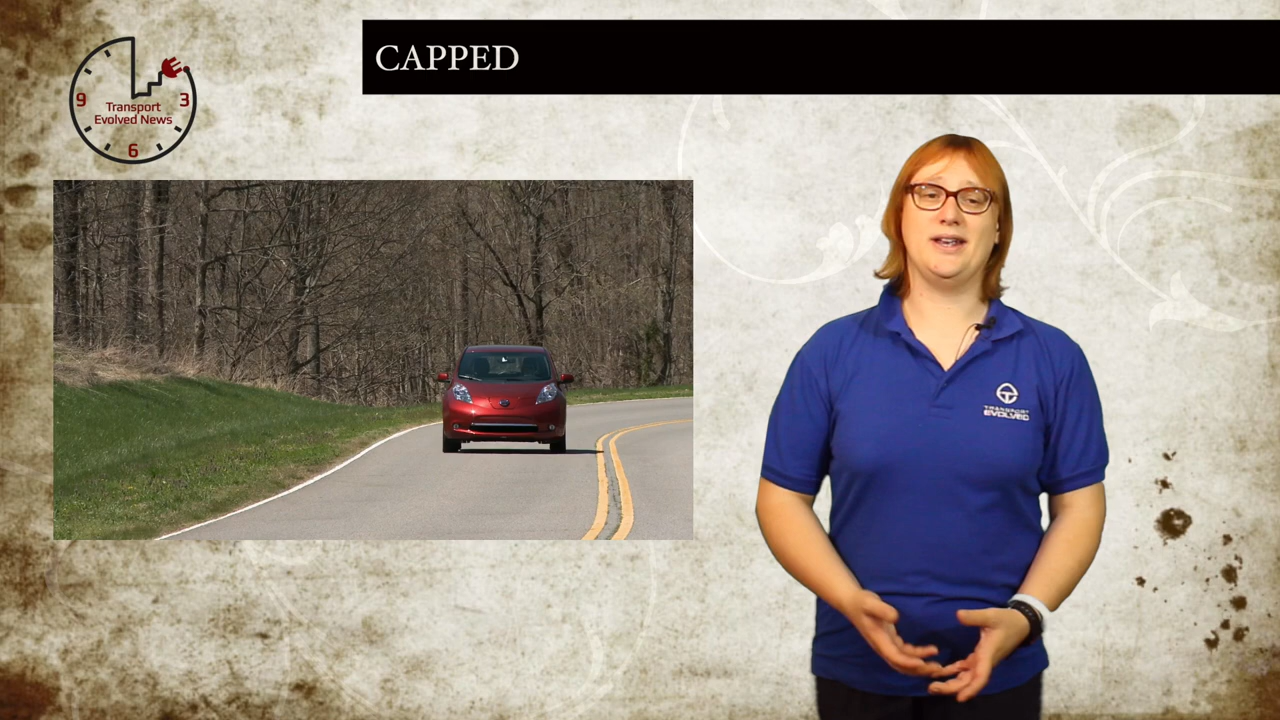 CAPPED
9
3
Transport
Evolved News
6
TRANSPORT
EVOLVED